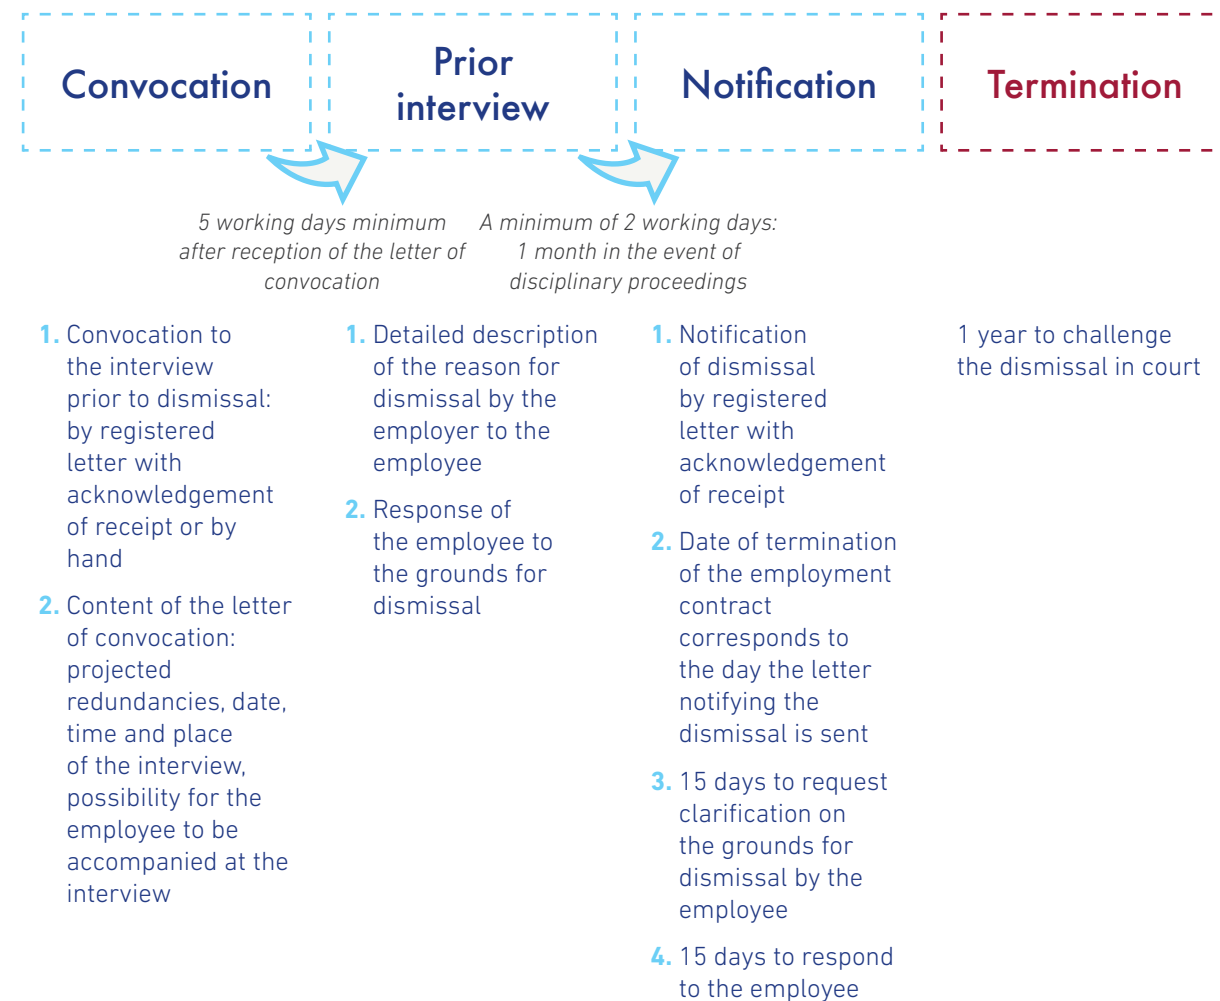 Convocation
Prior
interview
Notification
Termination
5 working days minimum
after reception of the letter of
convocation
A minimum of 2 working days:
1 month in the event of
disciplinary proceedings
1. Convocation to
the interview
prior to dismissal:
by registered
letter with
acknowledgement
of receipt or by
hand
2. Content of the letter
of convocation:
projected
redundancies, date,
time and place
of the interview,
possibility for the
employee to be
accompanied at the
interview
1. Detailed description
of the reason for
dismissal by the
employer to the
employee
2. Response of
the employee to
the grounds for
dismissal
1. Notification
of dismissal
by registered
letter with
acknowledgement
of receipt
2. Date of termination
of the employment
contract
corresponds to
the day the letter
notifying the
dismissal is sent
3. 15 days to request
clarification on
the grounds for
dismissal by the
employee
4. 15 days to respond
to the employee
1 year to challenge
the dismissal in court